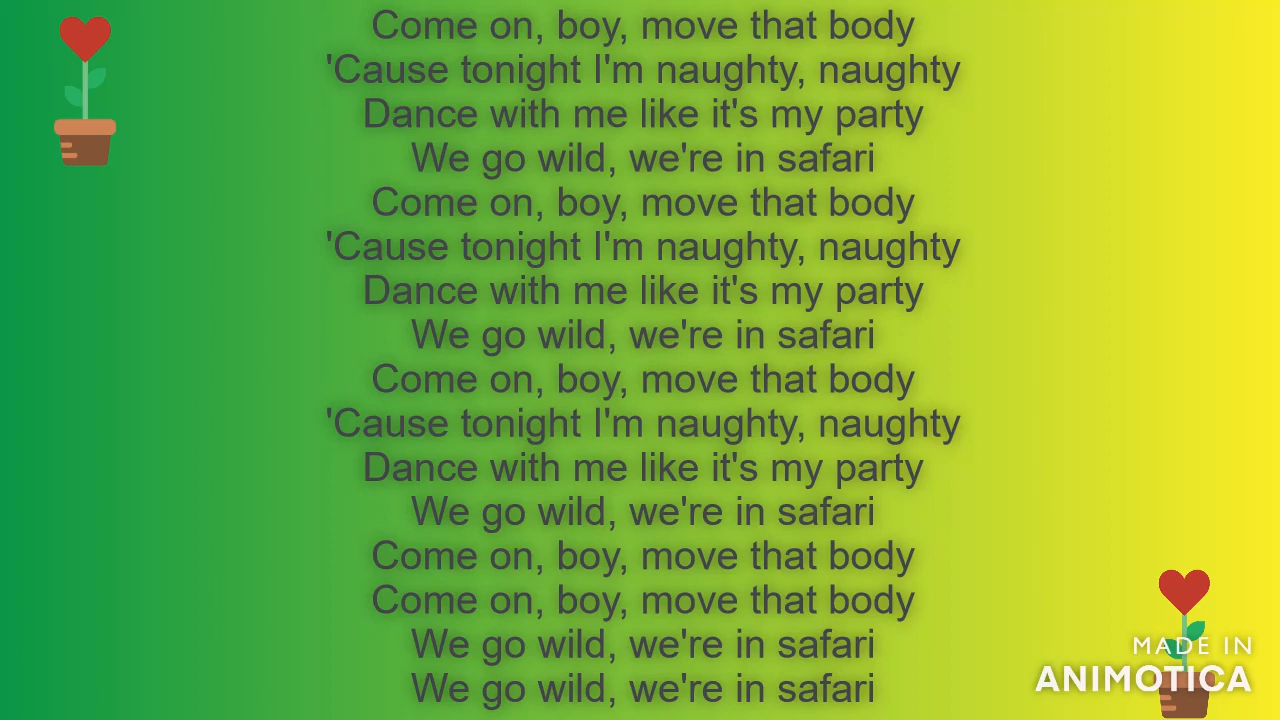 Come on, boy, move that body
'Cause tonight I'm naughty, naughty
Dance with me like it's my party
We go wild, we're in safari
Come on, boy, move that body
'Cause tonight I'm naughty, naughty
Dance with me like it's my party
We go wild, we're in safari
Come on, boy, move that body
'Cause tonight I'm naughty, naughty
Dance with me like it's my party
We go wild, we're in safari
Come on, boy, move that body
Come on, boy, move that body
We go wild, we're in safari
We go wild, we're in safari
MADE IN
ANIMOTICA